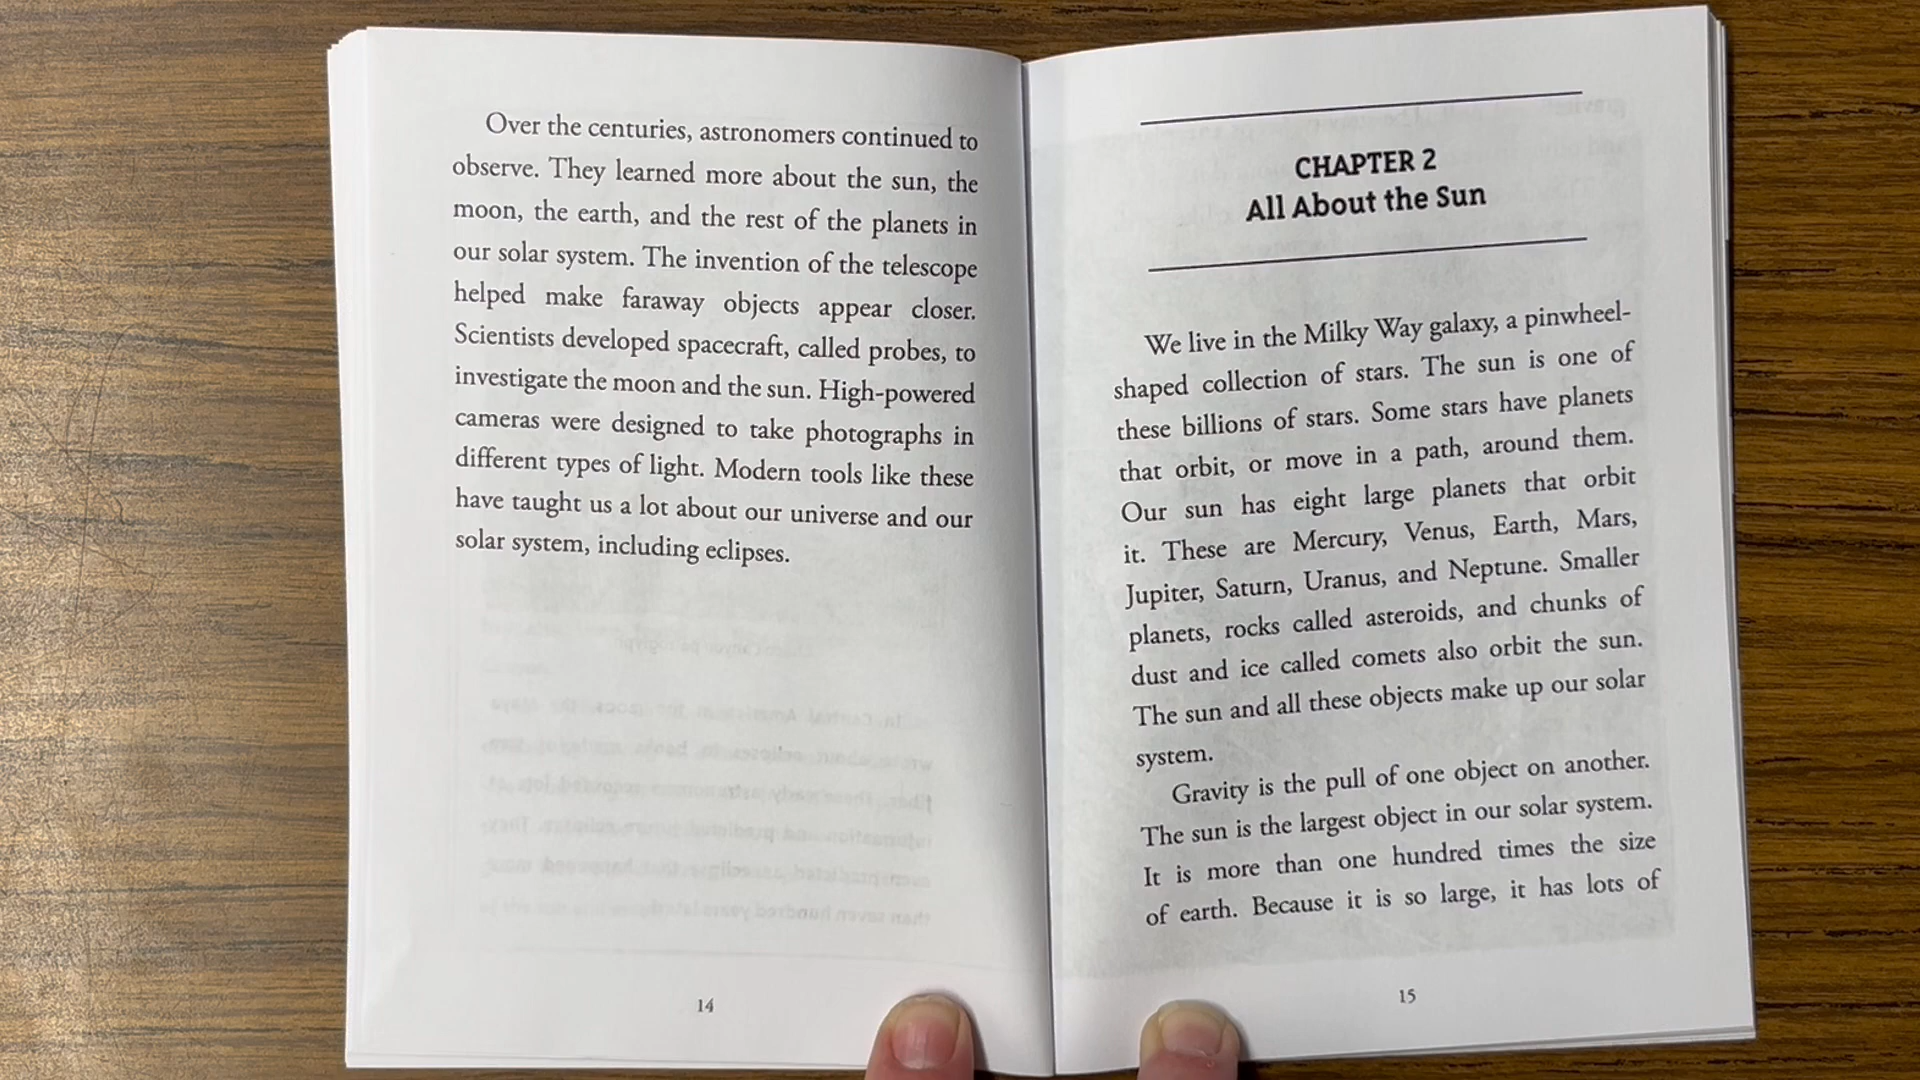 Over the centuries, astronomers continued to
observe. They learned more about the sun, the
moon, the earth, and the rest of the planets in
our solar system. The invention of the telescope
helped make faraway objects appear closer.
Scientists developed spacecraft, called probes, to
investigate the moon and the sun. High-powered
cameras were designed to take photographs in
different types of light. Modern tools like these
have taught us a lot about our universe and our
solar system, including eclipses.
14
CHAPTER 2
All About the Sun
We live in the Milky Way galaxy, a pinwheel-
shaped collection of stars. The sun is one of
these billions of stars. Some stars have planets
that orbit, or move in a path, around them.
Our sun has eight large planets that orbit
it. These are Mercury, Venus, Earth, Mars,
Jupiter, Saturn, Uranus, and Neptune. Smaller
planets, rocks called asteroids, and chunks of
dust and ice called comets also orbit the sun.
The sun and all these objects make up our solar
system.
Gravity is the pull of one object on another.
The sun is the largest object in our solar system.
It is more than one hundred times the size
of earth. Because it is so large, it has lots of
15